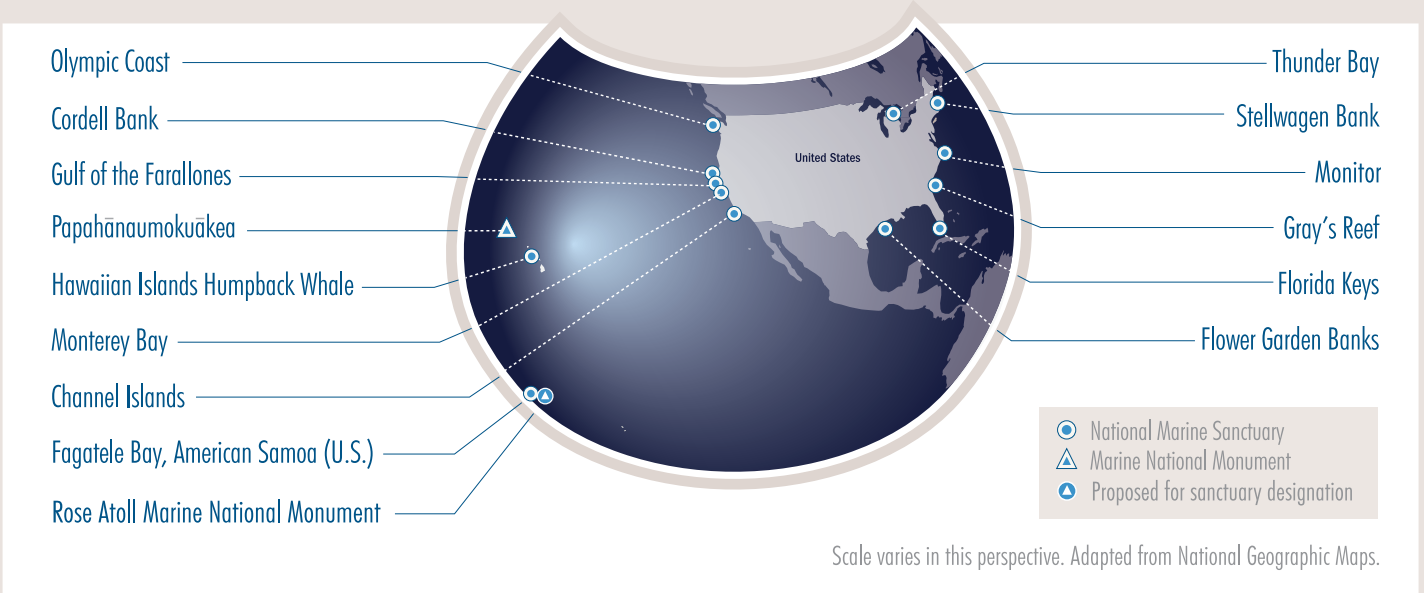 Olympic Coast
Cordell Bank
Gulf of the Farallones
Papahānaumokuākea
Hawaiian Islands Humpback Whale
Monterey Bay
Channel Islands
Fagatele Bay, American Samoa (U.S.)
Rose Atoll Marine National Monument
United States
Thunder Bay
Stellwagen Bank
Monitor
Gray's Reef
Florida Keys
Flower Garden Banks
National Marine Sanctuary
Marine National Monument
Proposed for sanctuary designation
Scale varies in this perspective. Adapted from National Geographic Maps.